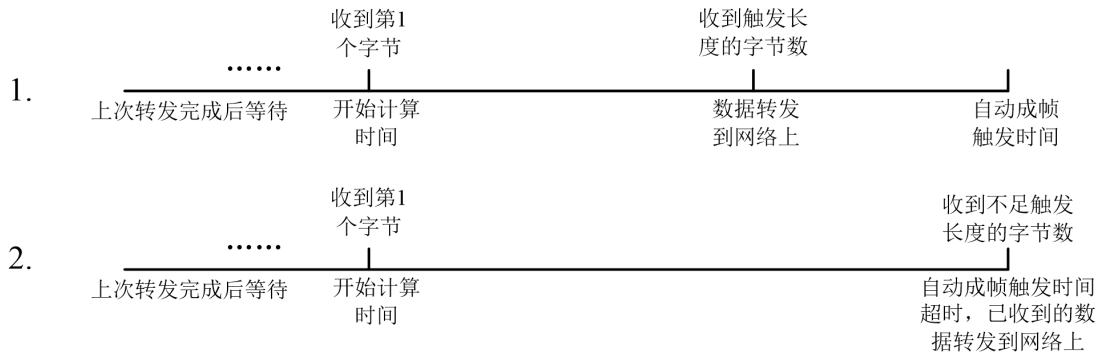 收到第1
个字节
收到触发长
度的字节数
……
1.
上次转发完成后等待
开始计算
时间
数据转发
到网络上
自动成帧
触发时间
收到第1
个字节
收到不足触发
长度的字节数
……
2.
上次转发完成后等待
开始计算
时间
自动成帧触发时间
超时，已收到的数
据转发到网络上